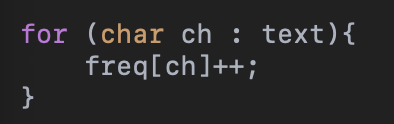 for (char ch : text){
    freq[ch]++;
}